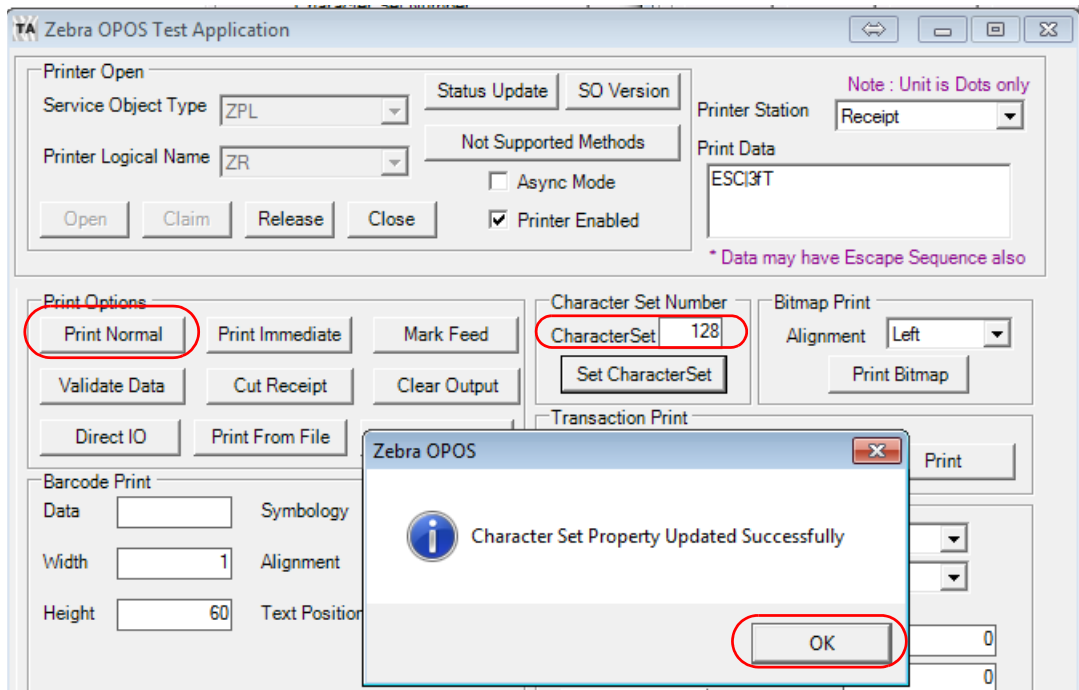 Zebra OPOS Test Application
Printer Open
Service Object Type ZPL
Printer Logical Name ZR
Open Claim Release Close
Status Update SO Version
Not Supported Methods
Async Mode
Printer Enabled
Note : Unit is Dots only
Printer Station Receipt
Print Data
ESC|3fT
* Data may have Escape Sequence also
Print Options
Print Normal Print Immediate Mark Feed
Validate Data Cut Receipt Clear Output
Direct IO Print From File
Character Set Number
CharacterSet 128
Set CharacterSet
Bitmap Print
Alignment Left
Print Bitmap
Transaction Print
Print
Barcode Print
Data Symbology
Width 1 Alignment
Height 60 Text Position
Zebra OPOS
Character Set Property Updated Successfully
OK
0
0